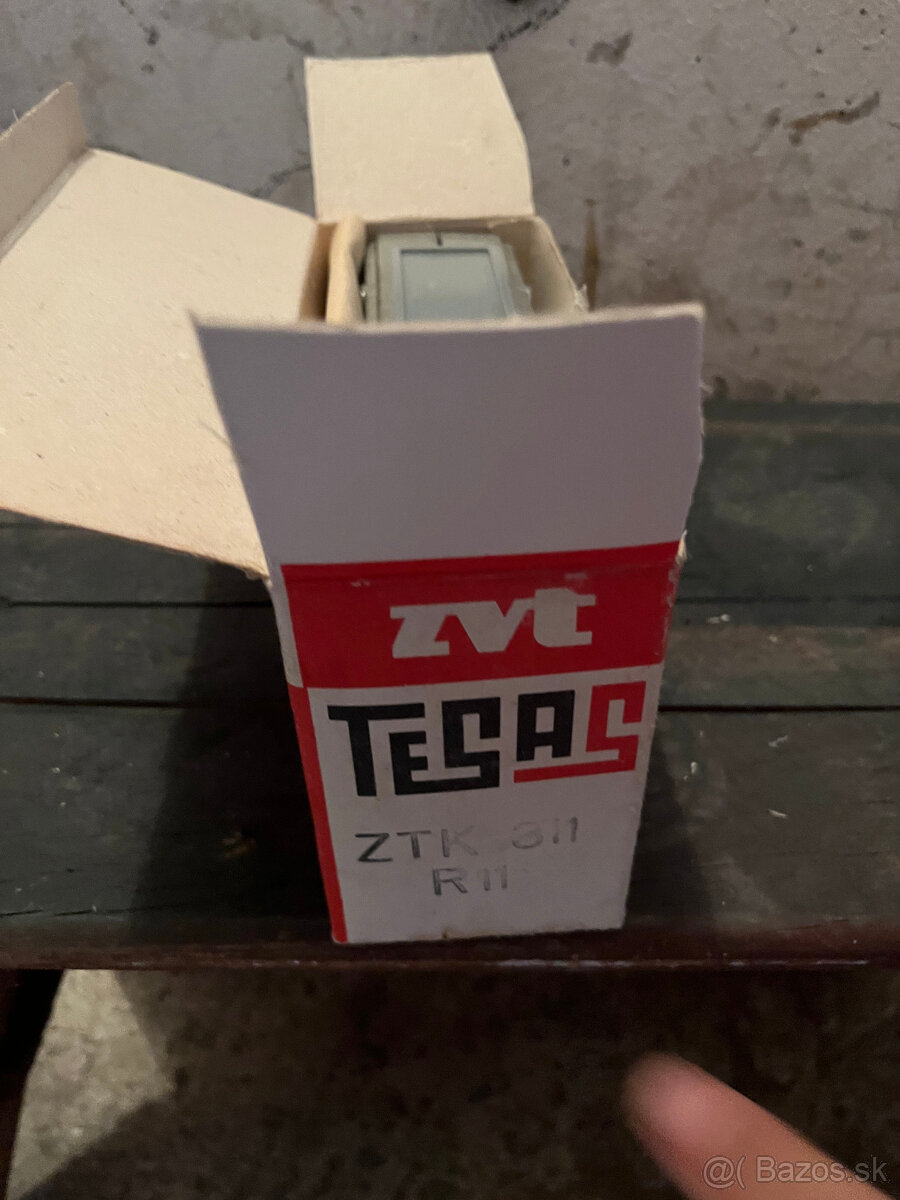 zvt
TESAS
ZTK 311
R11
@( Bazos.sk